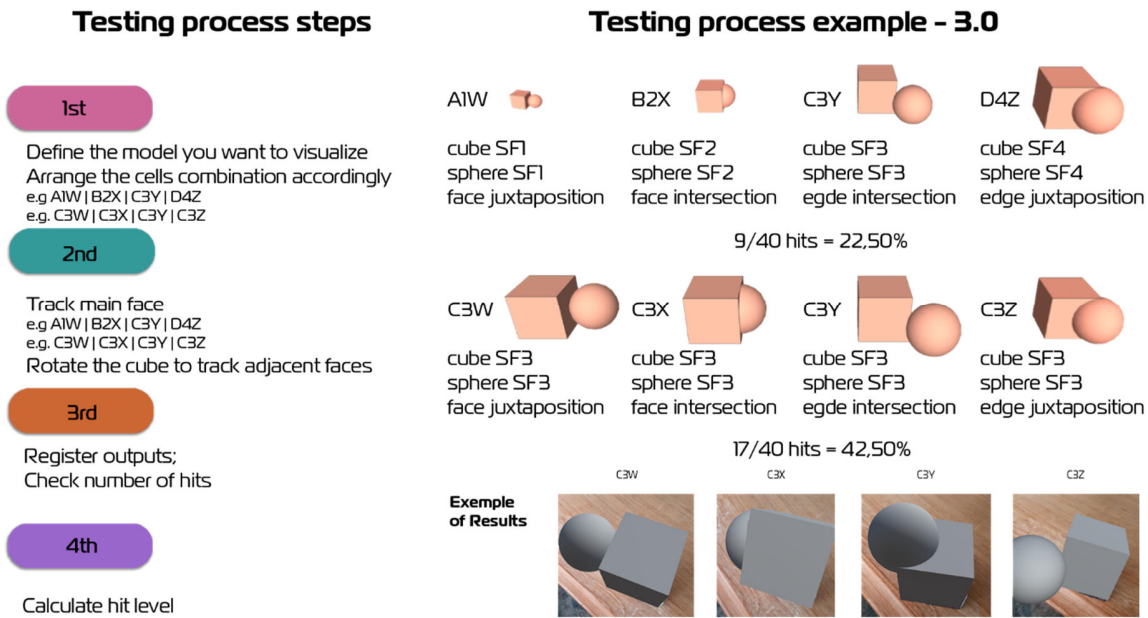 Testing process steps
1st
Define the model you want to visualize
Arrange the cells combination accordingly
e.g A1W | B2X | C3Y | D4Z
e.g. C3W | C3X | C3Y | C3Z
2nd
Track main face
e.g A1W | B2X | C3Y | D4Z
e.g. C3W | C3X | C3Y | C3Z
Rotate the cube to track adjacent faces
3rd
Register outputs;
Check number of hits
4th
Calculate hit level
Testing process example - 3.0
A1W
cube SF1
sphere SF1
face juxtaposition
B2X
cube SF2
sphere SF2
face intersection
C3Y
cube SF3
sphere SF3
egde intersection
D4Z
cube SF4
sphere SF4
edge juxtaposition
9/40 hits = 22,50%
C3W
cube SF3
sphere SF3
face juxtaposition
C3X
cube SF3
sphere SF3
face intersection
C3Y
cube SF3
sphere SF3
egde intersection
C3Z
cube SF3
sphere SF3
edge juxtaposition
17/40 hits = 42,50%
Exemple
of Results
C3W
C3X
C3Y
C3Z